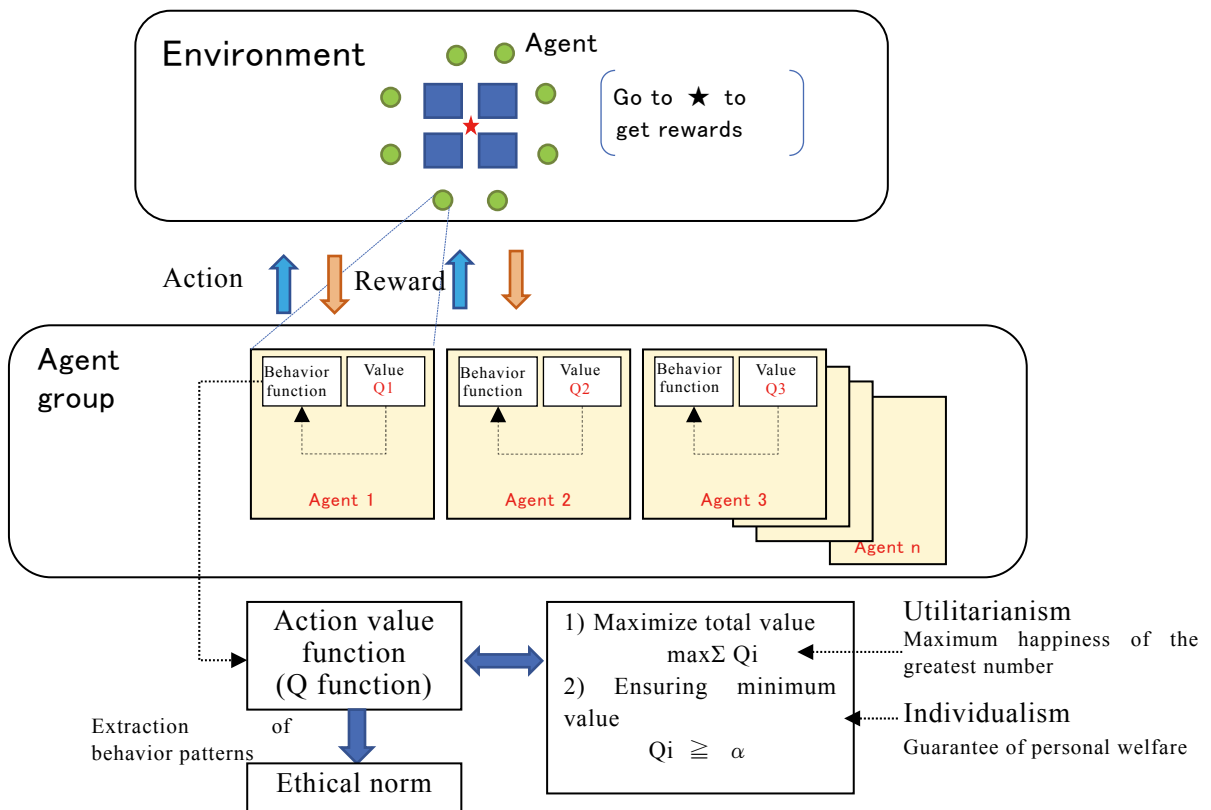 Environment
Agent
Go to ★ to
get rewards
Action
Reward
Agent
group
Behavior
function
Value
Q1
Agent 1
Behavior
function
Value
Q2
Agent 2
Behavior
function
Value
Q3
Agent 3
Agent n
Action value
function
(Q function)
Extraction of
behavior patterns
Ethical norm
1) Maximize total value
maxΣ Qi
2) Ensuring minimum
value
Qi ≧ α
Utilitarianism
Maximum happiness of the
greatest number
Individualism
Guarantee of personal welfare